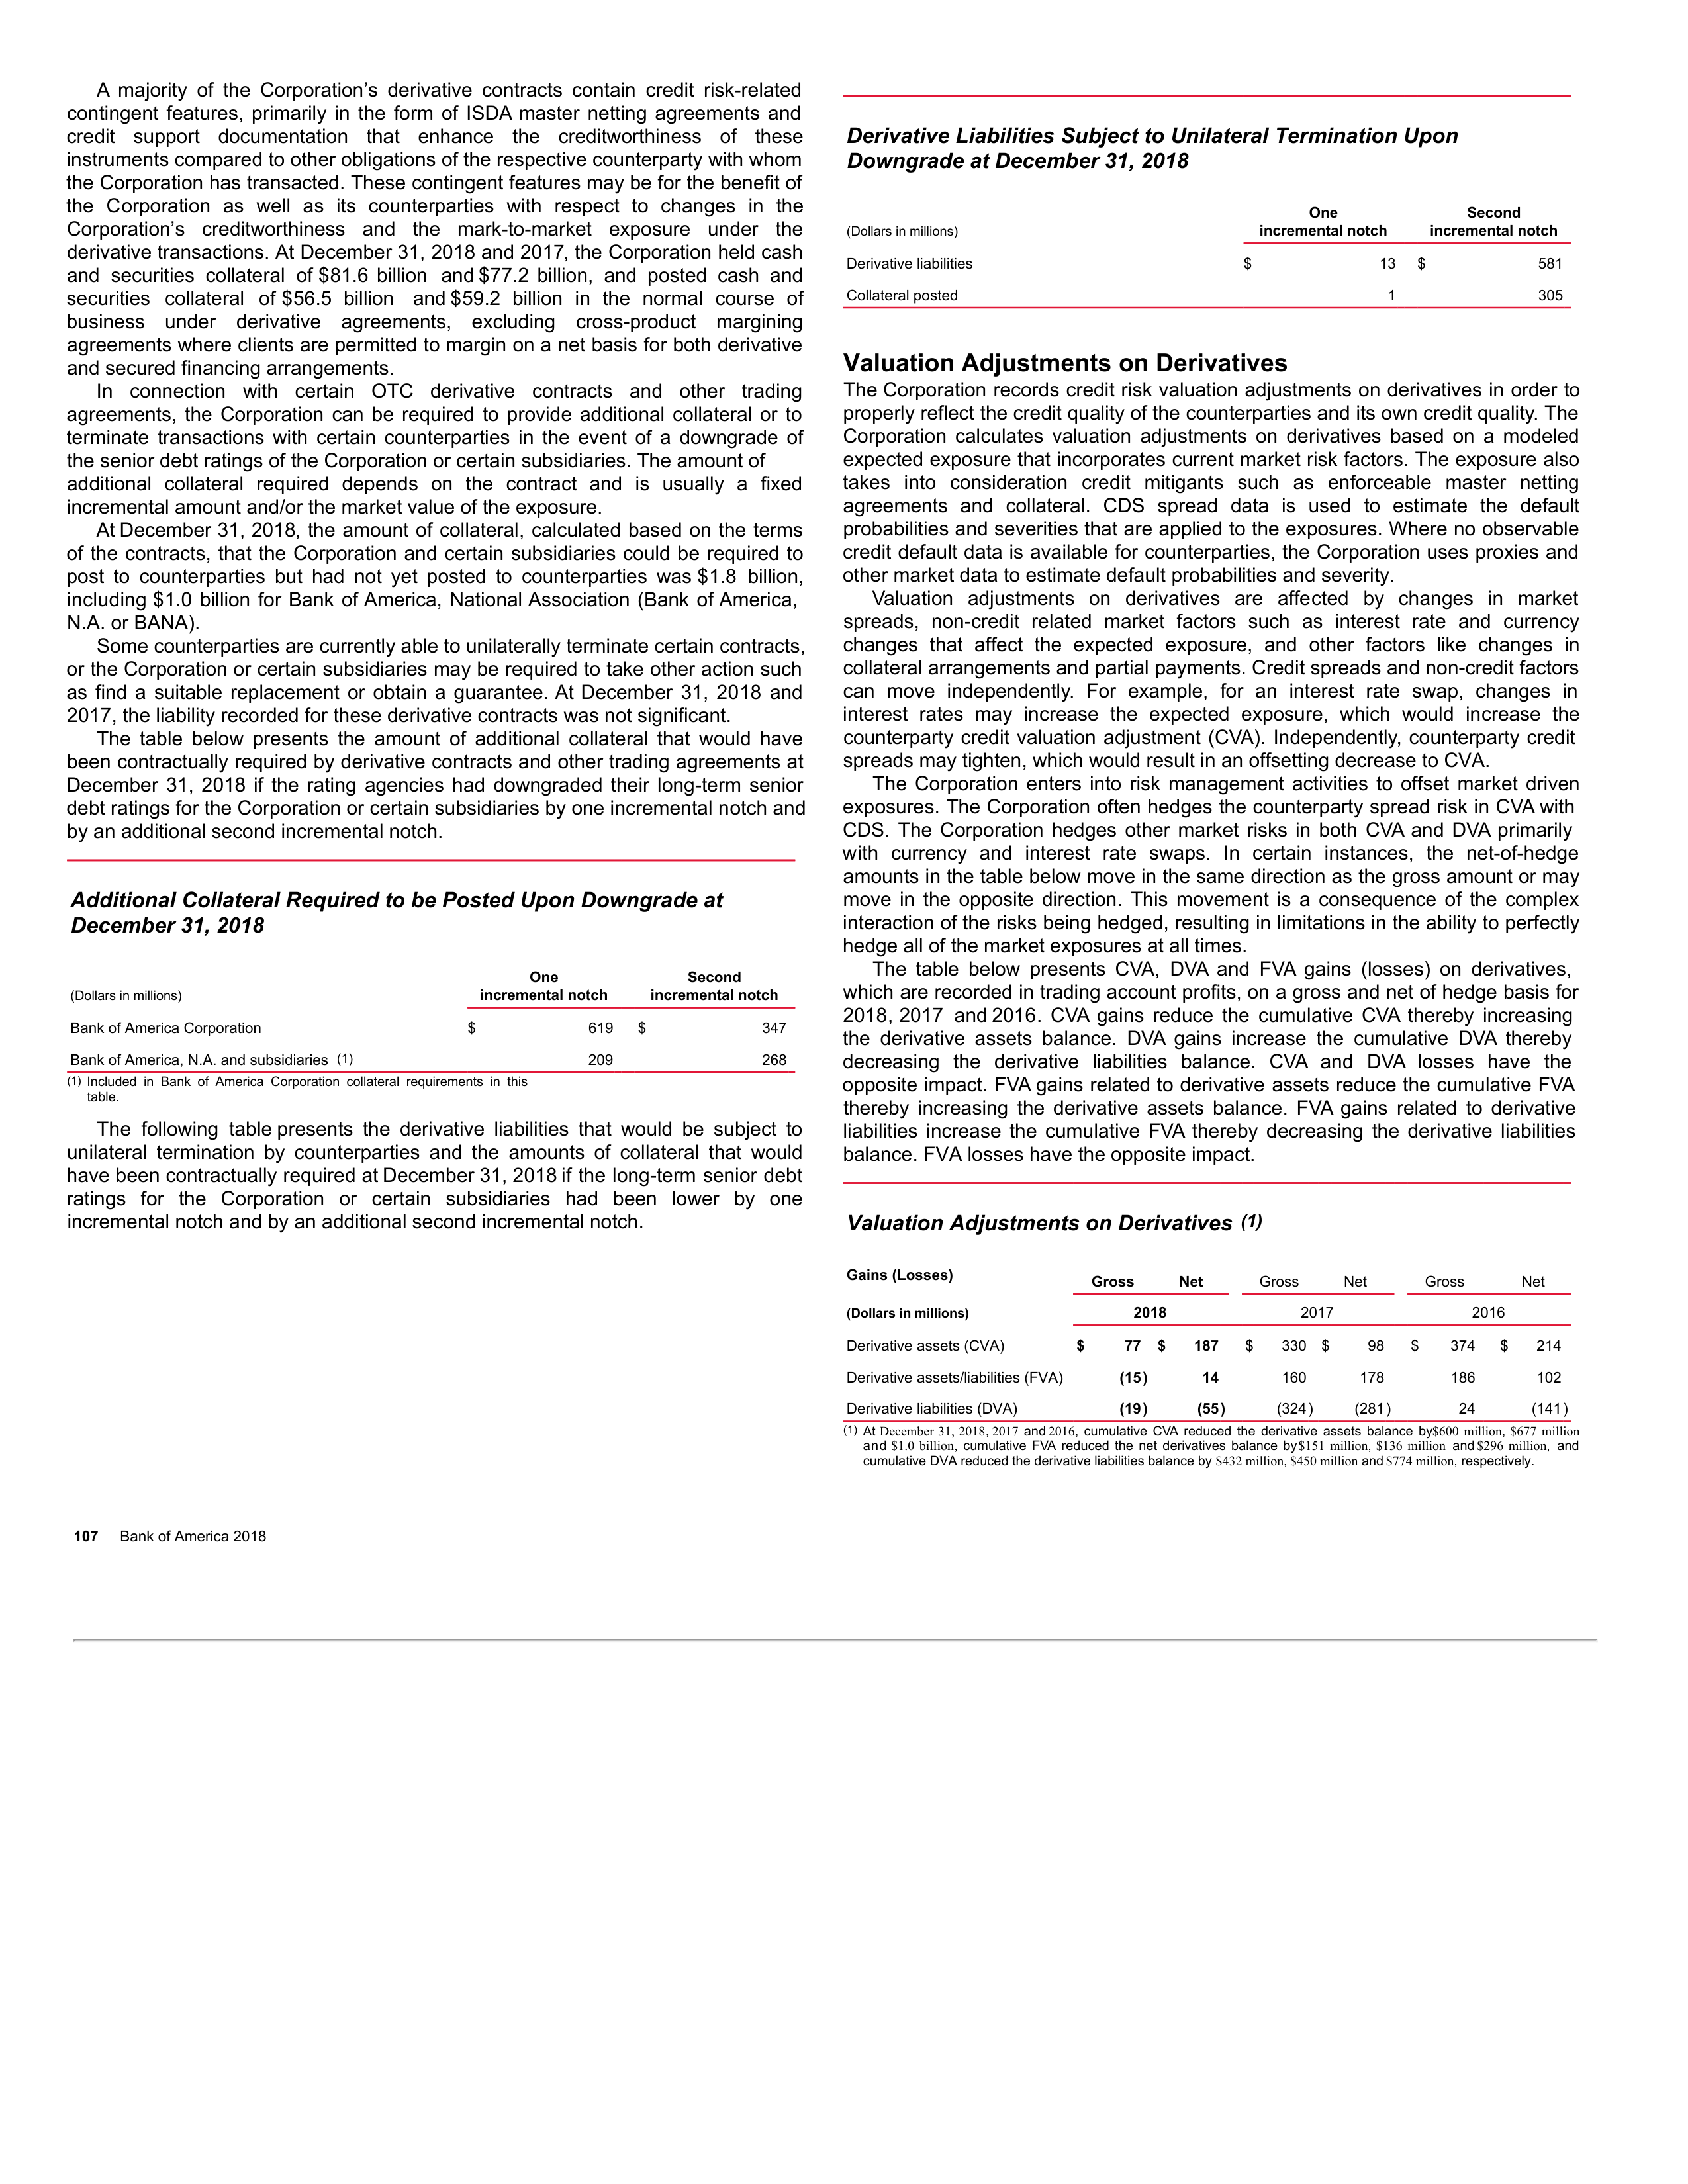 A majority of the Corporation’s derivative contracts contain credit risk-related
contingent features, primarily in the form of ISDA master netting agreements and
credit support documentation that enhance the creditworthiness of these
instruments compared to other obligations of the respective counterparty with whom
the Corporation has transacted. These contingent features may be for the benefit of
the Corporation as well as its counterparties with respect to changes in the
Corporation’s creditworthiness and the mark-to-market exposure under the
derivative transactions. At December 31, 2018 and 2017, the Corporation held cash
and securities collateral of $81.6 billion and $77.2 billion, and posted cash and
securities collateral of $56.5 billion and $59.2 billion in the normal course of
business under derivative agreements, excluding cross-product margining
agreements where clients are permitted to margin on a net basis for both derivative
and secured financing arrangements.
In connection with certain OTC derivative contracts and other trading
agreements, the Corporation can be required to provide additional collateral or to
terminate transactions with certain counterparties in the event of a downgrade of
the senior debt ratings of the Corporation or certain subsidiaries. The amount of
additional collateral required depends on the contract and is usually a fixed
incremental amount and/or the market value of the exposure.
At December 31, 2018, the amount of collateral, calculated based on the terms
of the contracts, that the Corporation and certain subsidiaries could be required to
post to counterparties but had not yet posted to counterparties was $1.8 billion,
including $1.0 billion for Bank of America, National Association (Bank of America,
N.A. or BANA).
Some counterparties are currently able to unilaterally terminate certain contracts,
or the Corporation or certain subsidiaries may be required to take other action such
as find a suitable replacement or obtain a guarantee. At December 31, 2018 and
2017, the liability recorded for these derivative contracts was not significant.
The table below presents the amount of additional collateral that would have
been contractually required by derivative contracts and other trading agreements at
December 31, 2018 if the rating agencies had downgraded their long-term senior
debt ratings for the Corporation or certain subsidiaries by one incremental notch and
by an additional second incremental notch.
Additional Collateral Required to be Posted Upon Downgrade at
December 31, 2018
One Second
(Dollars in millions) incremental notch incremental notch
Bank of America Corporation $ 619 $ 347
Bank of America, N.A. and subsidiaries (1) 209 268
(1) Included in Bank of America Corporation collateral requirements in this
table.
The following table presents the derivative liabilities that would be subject to
unilateral termination by counterparties and the amounts of collateral that would
have been contractually required at December 31, 2018 if the long-term senior debt
ratings for the Corporation or certain subsidiaries had been lower by one
incremental notch and by an additional second incremental notch.
Derivative Liabilities Subject to Unilateral Termination Upon
Downgrade at December 31, 2018
One Second
(Dollars in millions) incremental notch incremental notch
Derivative liabilities $ 13 $ 581
Collateral posted 1 305
Valuation Adjustments on Derivatives
The Corporation records credit risk valuation adjustments on derivatives in order to
properly reflect the credit quality of the counterparties and its own credit quality. The
Corporation calculates valuation adjustments on derivatives based on a modeled
expected exposure that incorporates current market risk factors. The exposure also
takes into consideration credit mitigants such as enforceable master netting
agreements and collateral. CDS spread data is used to estimate the default
probabilities and severities that are applied to the exposures. Where no observable
credit default data is available for counterparties, the Corporation uses proxies and
other market data to estimate default probabilities and severity.
Valuation adjustments on derivatives are affected by changes in market
spreads, non-credit related market factors such as interest rate and currency
changes that affect the expected exposure, and other factors like changes in
collateral arrangements and partial payments. Credit spreads and non-credit factors
can move independently. For example, for an interest rate swap, changes in
interest rates may increase the expected exposure, which would increase the
counterparty credit valuation adjustment (CVA). Independently, counterparty credit
spreads may tighten, which would result in an offsetting decrease to CVA.
The Corporation enters into risk management activities to offset market driven
exposures. The Corporation often hedges the counterparty spread risk in CVA with
CDS. The Corporation hedges other market risks in both CVA and DVA primarily
with currency and interest rate swaps. In certain instances, the net-of-hedge
amounts in the table below move in the same direction as the gross amount or may
move in the opposite direction. This movement is a consequence of the complex
interaction of the risks being hedged, resulting in limitations in the ability to perfectly
hedge all of the market exposures at all times.
The table below presents CVA, DVA and FVA gains (losses) on derivatives,
which are recorded in trading account profits, on a gross and net of hedge basis for
2018, 2017 and 2016. CVA gains reduce the cumulative CVA thereby increasing
the derivative assets balance. DVA gains increase the cumulative DVA thereby
decreasing the derivative liabilities balance. CVA and DVA losses have the
opposite impact. FVA gains related to derivative assets reduce the cumulative FVA
thereby increasing the derivative assets balance. FVA gains related to derivative
liabilities increase the cumulative FVA thereby decreasing the derivative liabilities
balance. FVA losses have the opposite impact.
Valuation Adjustments on Derivatives (1)
Gains (Losses) Gross Net Gross Net Gross Net
(Dollars in millions) 2018 2017 2016
Derivative assets (CVA) $ 77 $ 187 $ 330 $ 98 $ 374 $ 214
Derivative assets/liabilities (FVA) (15) 14 160 178 186 102
Derivative liabilities (DVA) (19) (55) (324) (281) 24 (141)
(1) At December 31, 2018, 2017 and 2016, cumulative CVA reduced the derivative assets balance by$600 million, $677 million
and $1.0 billion, cumulative FVA reduced the net derivatives balance by $151 million, $136 million and $296 million, and
cumulative DVA reduced the derivative liabilities balance by $432 million, $450 million and $774 million, respectively.
107 Bank of America 2018